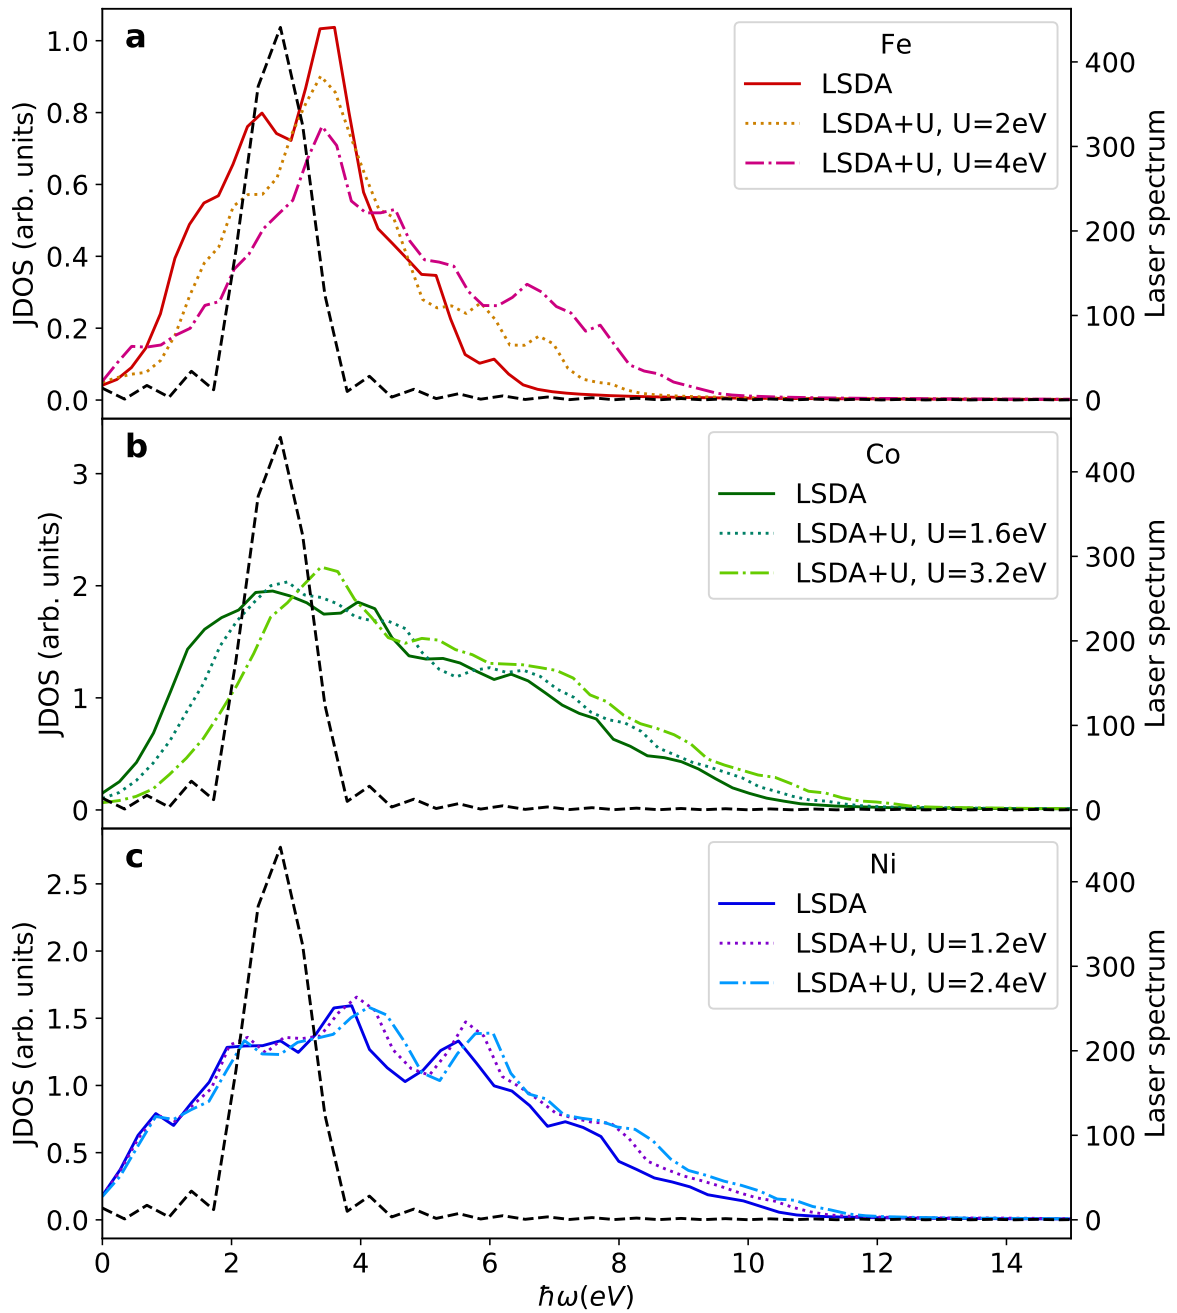 a
Fe
LSDA
LSDA+U, U=2eV
LSDA+U, U=4eV
JDOS (arb. units)
1.0
0.8
0.6
0.4
0.2
0.0
400
300
200
100
0
Laser spectrum
b
Co
LSDA
LSDA+U, U=1.6eV
LSDA+U, U=3.2eV
JDOS (arb. units)
3
2
1
0
400
300
200
100
0
Laser spectrum
c
Ni
LSDA
LSDA+U, U=1.2eV
LSDA+U, U=2.4eV
JDOS (arb. units)
2.5
2.0
1.5
1.0
0.5
0.0
400
300
200
100
0
Laser spectrum
0 2 4 6 8 10 12 14
ħω(eV)